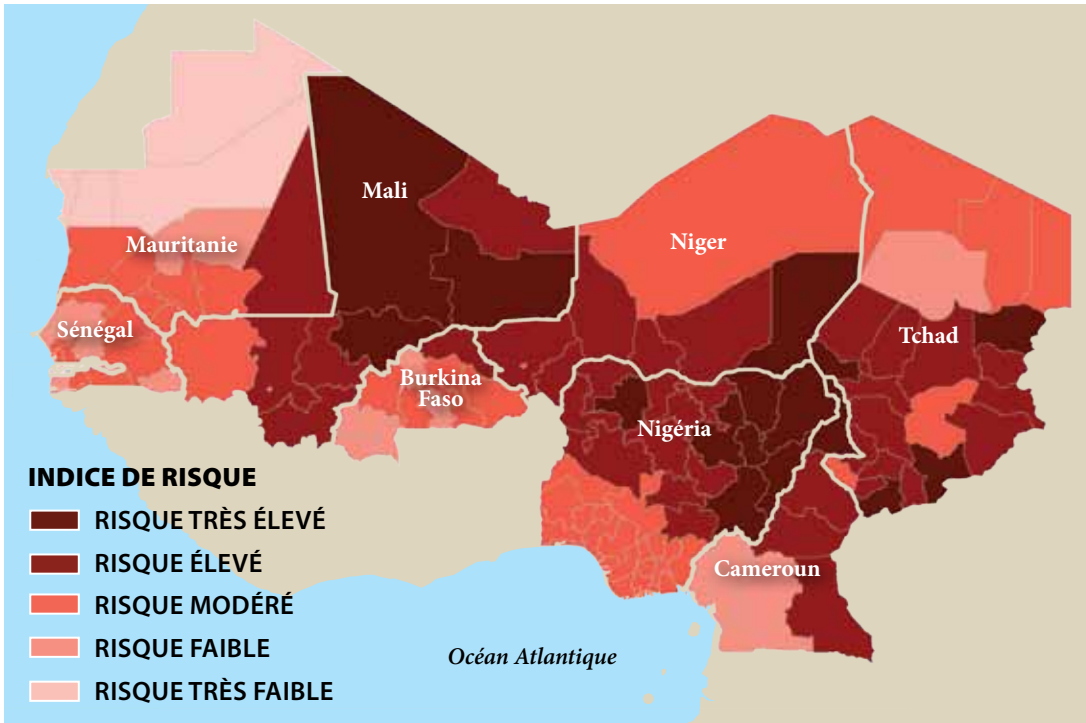 Mali
Mauritanie
Niger
Sénégal
Tchad
Burkina
Faso
Nigéria
Cameroun
Océan Atlantique
INDICE DE RISQUE
RISQUE TRÈS ÉLEVÉ
RISQUE ÉLEVÉ
RISQUE MODÉRÉ
RISQUE FAIBLE
RISQUE TRÈS FAIBLE